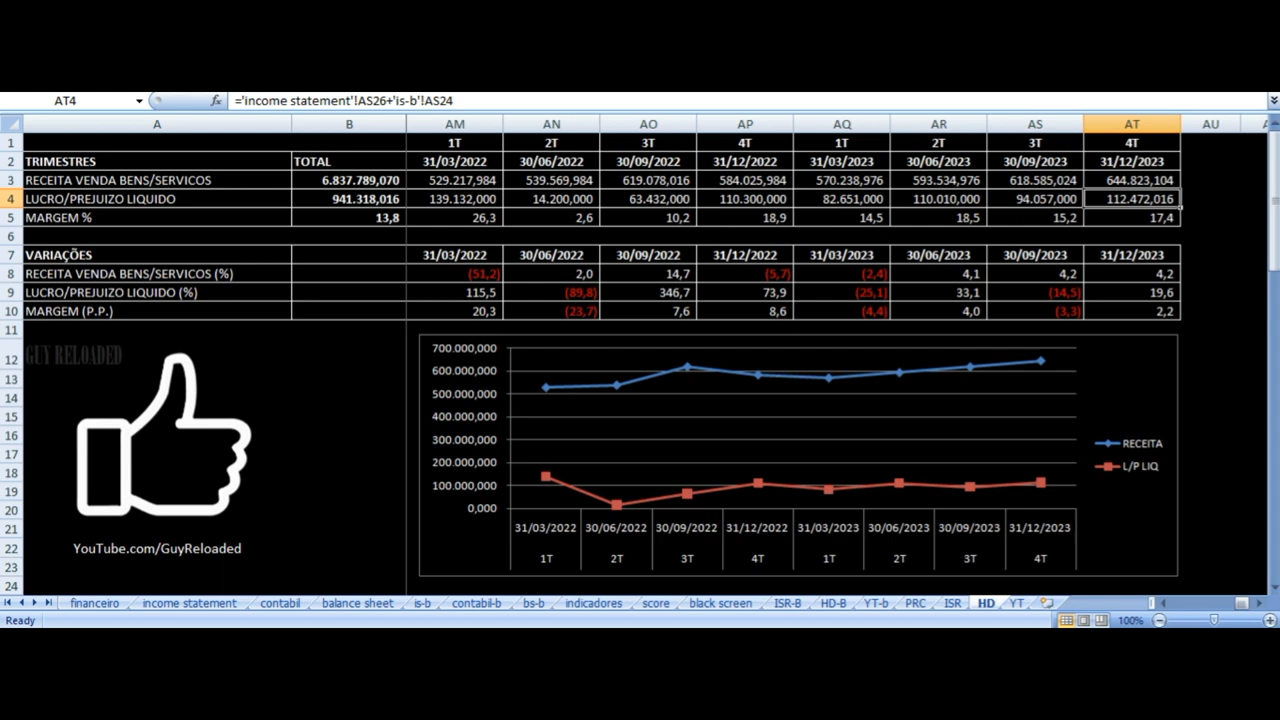 AT4 fx ='income statement'!AS26+'is-b'!AS24
A B AM AN AO AP AQ AR AS AT AU
1 1T 2T 3T 4T 1T 2T 3T 4T
2 TRIMESTRES TOTAL 31/03/2022 30/06/2022 30/09/2022 31/12/2022 31/03/2023 30/06/2023 30/09/2023 31/12/2023
3 RECEITA VENDA BENS/SERVICOS 6.837.789,070 529.217,984 539.569,984 619.078,016 584.025,984 570.238,976 593.534,976 618.585,024 644.823,104
4 LUCRO/PREJUIZO LIQUIDO 941.318,016 139.132,000 14.200,000 63.432,000 110.300,000 82.651,000 110.010,000 94.057,000 112.472,016
5 MARGEM % 13,8 26,3 2,6 10,2 18,9 14,5 18,5 15,2 17,4
6
7 VARIAÇÕES 31/03/2022 30/06/2022 30/09/2022 31/12/2022 31/03/2023 30/06/2023 30/09/2023 31/12/2023
8 RECEITA VENDA BENS/SERVICOS (%) (51,2) 2,0 14,7 (5,7) (2,4) 4,1 4,2 4,2
9 LUCRO/PREJUIZO LIQUIDO (%) 115,5 (89,8) 346,7 73,9 (25,1) 33,1 (14,5) 19,6
10 MARGEM (P.P.) 20,3 (23,7) 7,6 8,6 (4,4) 4,0 (3,3) 2,2
11
12 GUY RELOADED
13
14
15
16
17
18
19
20
21
22
23
24
YouTube.com/GuyReloaded
700.000,000
600.000,000
500.000,000
400.000,000
300.000,000
200.000,000
100.000,000
0,000
31/03/2022 30/06/2022 30/09/2022 31/12/2022 31/03/2023 30/06/2023 30/09/2023 31/12/2023
1T 2T 3T 4T 1T 2T 3T 4T
RECEITA
L/P LIQ
financeiro income statement contabil balance sheet is-b contabil-b bs-b indicadores score black screen ISR-B HD-B YT-b PRC ISR HD YT
Ready 100%